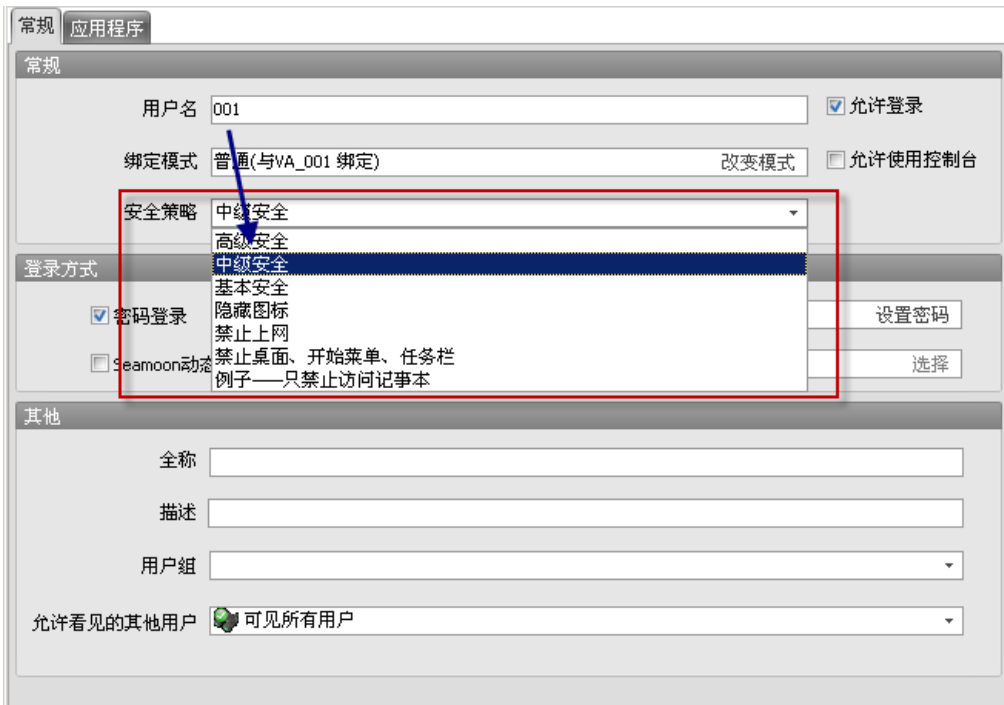 常规 应用程序
常规
用户名 001 允许登录
绑定模式 普通(与VA_001 绑定) 改变模式 允许使用控制台
安全策略 中级安全
高级安全
登录方式 中级安全
基本安全
隐藏图标
密码登录 设置密码
禁止上网
禁止桌面、开始菜单、任务栏
Seamoon动态 选择
例子——只禁止访问记事本
其他
全称
描述
用户组
允许看见的其他用户 可见所有用户